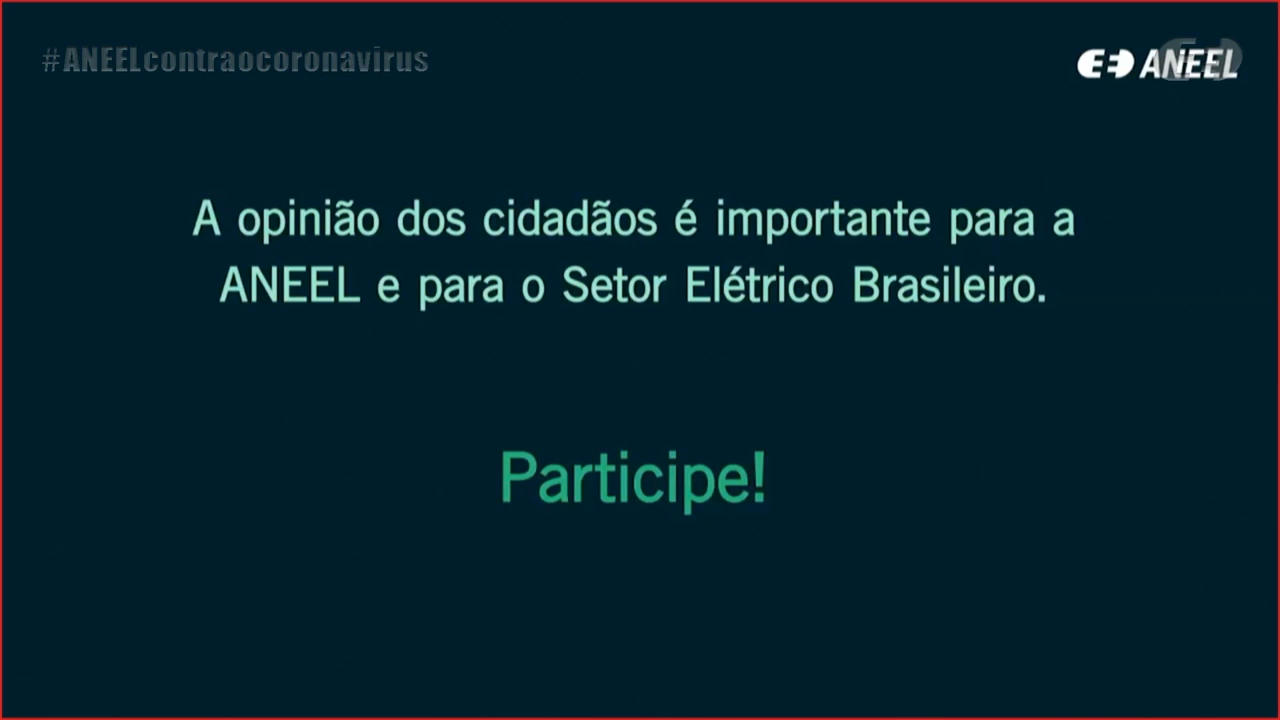 #ANEELcontraocoronavirus
ANEEL
A opinião dos cidadãos é importante para a
ANEEL e para o Setor Elétrico Brasileiro.
Participe!